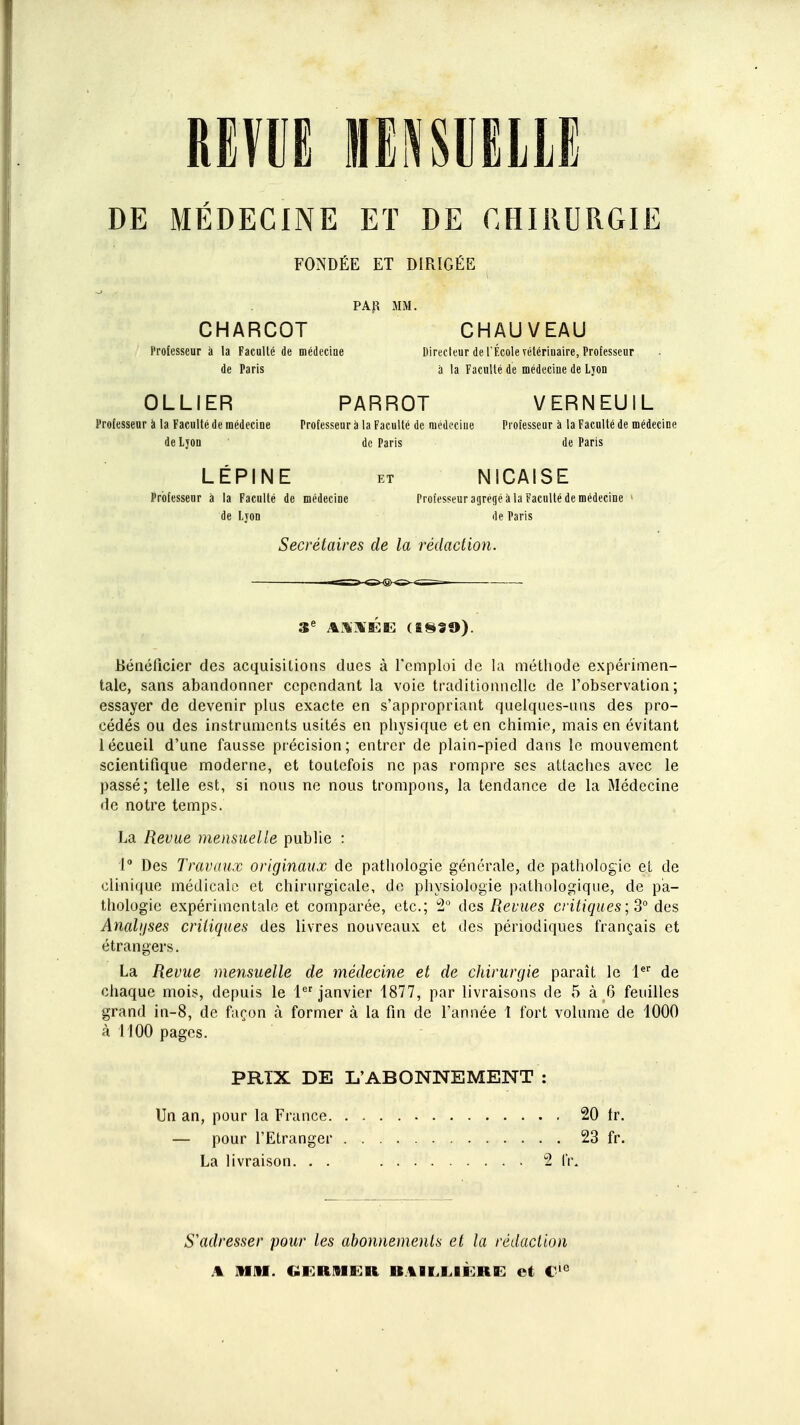 REVUE MENSUELLE
DE MÉDECINE ET DE CHIRURGIE
FONDÉE ET DIRIGÉE
PAR MM.
CHARCOT CHAUVEAU
Professeur à la Faculté de médecine Directeur de l'École vétérinaire, Professeur
de Paris à la Faculté de médecine de Lyon
OLLIER PARROT VERNEUIL
Professeur à la Faculté de médecine Professeur à la Faculté de médecine Professeur à la Faculté de médecine
de Lyon de Paris de Paris
LÉPINE ET NICAISE
Professeur à la Faculté de médecine Professeur agrégé à la Faculté de médecine
de Lyon de Paris
Secrétaires de la rédaction.
3e ANNÉE (1879).
Bénéficier des acquisitions dues à l'emploi de la méthode expérimen-
tale, sans abandonner cependant la voie traditionnelle de l'observation;
essayer de devenir plus exacte en s'appropriant quelques-uns des pro-
cédés ou des instruments usités en physique et en chimie, mais en évitant
l écueil d'une fausse précision; entrer de plain-pied dans le mouvement
scientifique moderne, et toutefois ne pas rompre ses attaches avec le
passé; telle est, si nous ne nous trompons, la tendance de la Médecine
de notre temps.
La Revue mensuelle publie :
1° Des Travaux originaux de pathologie générale, de pathologie et de
clinique médicale et chirurgicale, de physiologie pathologique, de pa-
thologie expérimentale et comparée, etc.; 2° des Revues critiques; 3° des
Analyses critiques des livres nouveaux et des périodiques français et
étrangers.
La Revue mensuelle de médecine et de chirurgie paraît le 1er de
chaque mois, depuis le 1er janvier 1877, par livraisons de 5 à 6 feuilles
grand in-8, de façon à former à la fin de l'année 1 fort volume de 1000
à 1100 pages.
PRIX DE L'ABONNEMENT :
Un an, pour la France. . . . . . . . . . . . . . 20 fr.
— pour l'Etranger . . . . . . . . . . . . . 23 fr.
La livraison. . . . . . . . . . . . 2 fr.
S'adresser pour les abonnements et la rédaction
A MM. GERMER BAILLIÈRE et Cie